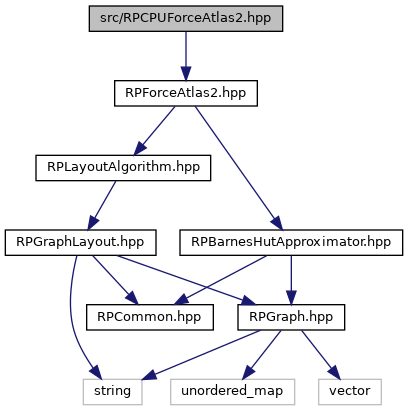 src/RPCPUForceAtlas2.hpp
RPForceAtlas2.hpp
RPLayoutAlgorithm.hpp
RPGraphLayout.hpp
RPBarnesHutApproximator.hpp
RPCommon.hpp
RPGraph.hpp
string
unordered_map
vector